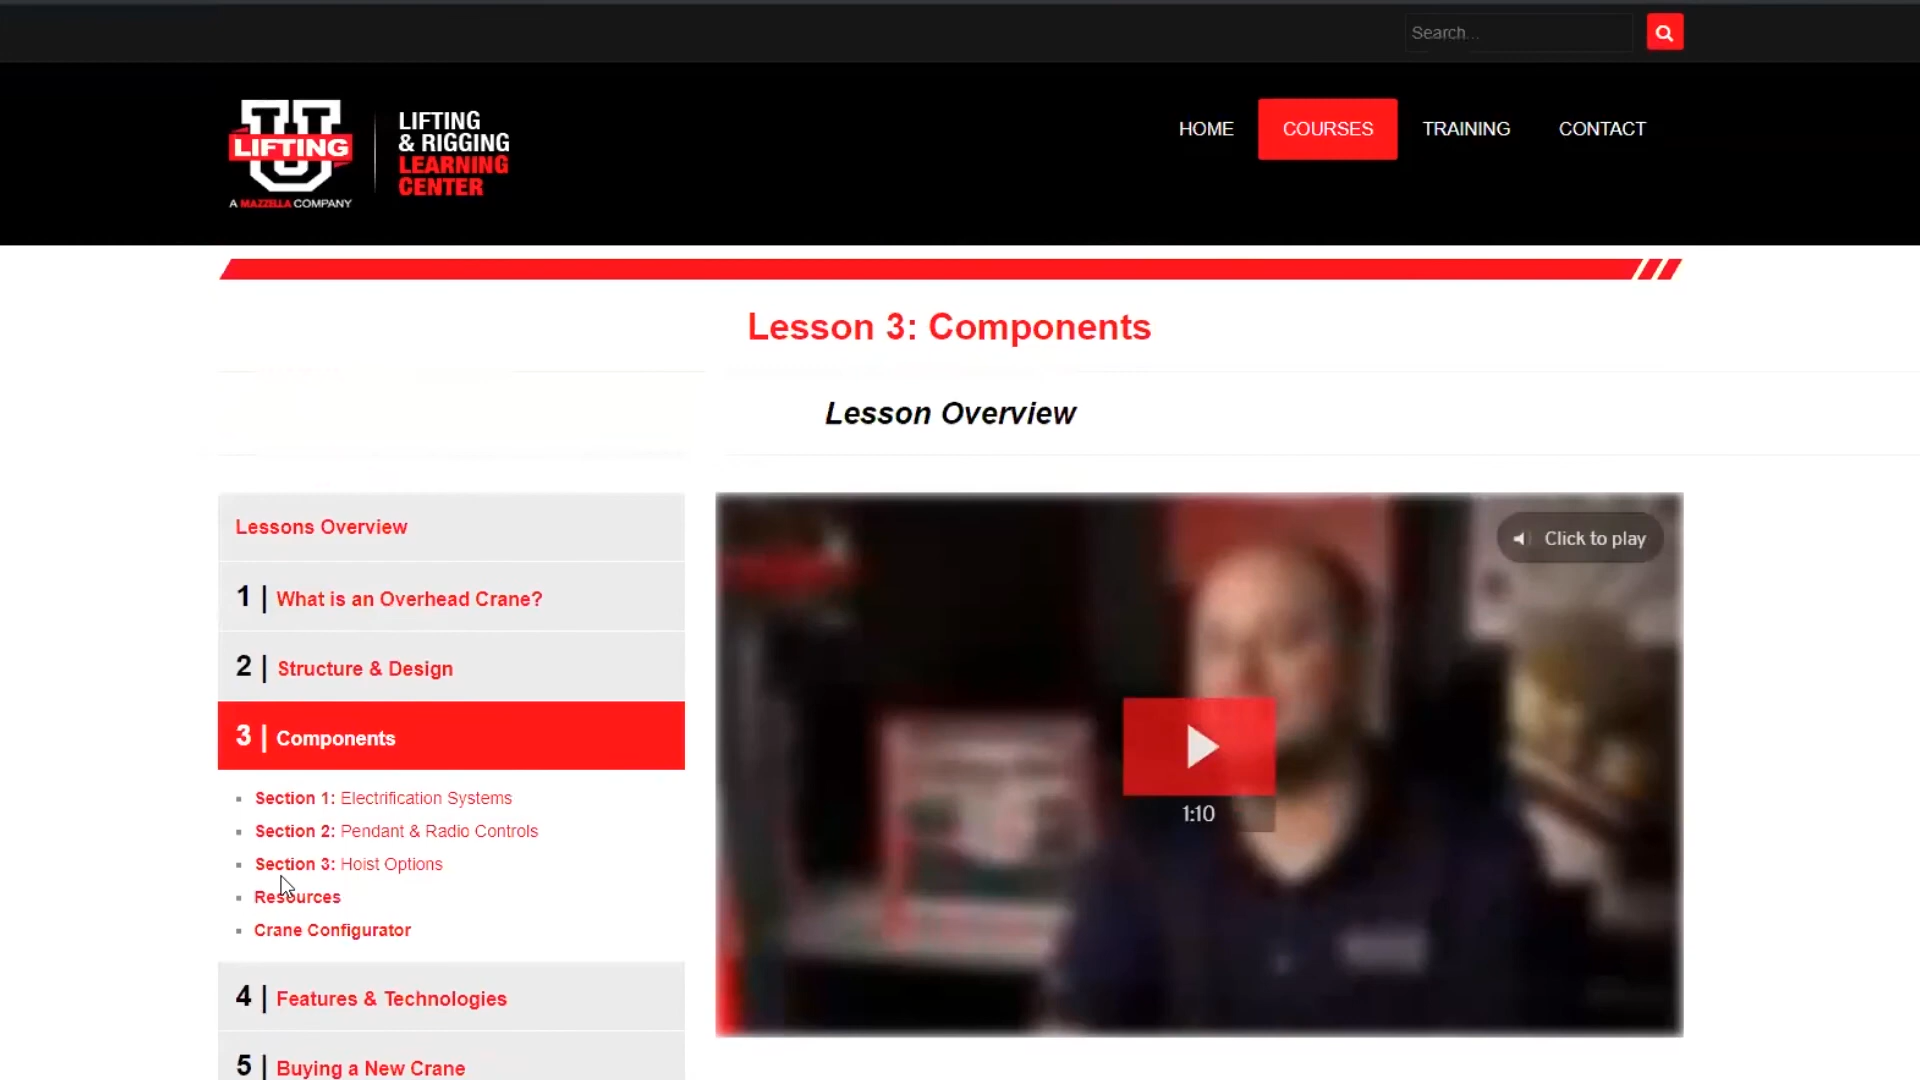 Search...
LIFTING
A MAZZELLA COMPANY
LIFTING
& RIGGING
LEARNING
CENTER
HOME COURSES TRAINING CONTACT
Lesson 3: Components
Lesson Overview
Lessons Overview
1 | What is an Overhead Crane?
2 | Structure & Design
3 | Components
Section 1: Electrification Systems
Section 2: Pendant & Radio Controls
Section 3: Hoist Options
Resources
Crane Configurator
4 | Features & Technologies
5 | Buying a New Crane
Click to play
1:10